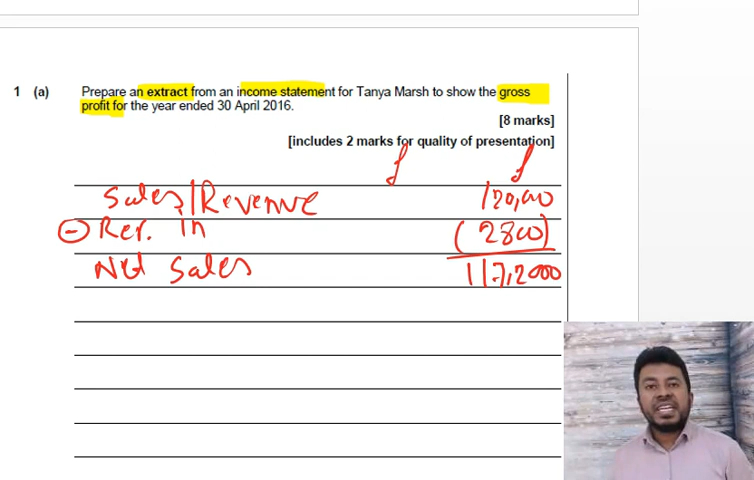 1 (a) Prepare an extract from an income statement for Tanya Marsh to show the gross
profit for the year ended 30 April 2016.
[8 marks]
[includes 2 marks for quality of presentation]
£ £
Sales/Revenue 120,000
(-) Ret. In (2800)
Net Sales 117,2000